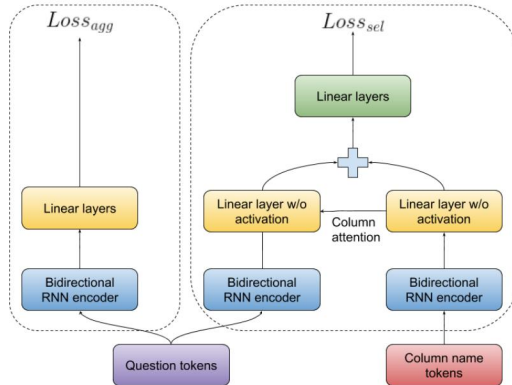 Loss_agg
Loss_sel
Linear layers
Linear layers
Linear layer w/o
activation
Column
attention
Linear layer w/o
activation
Bidirectional
RNN encoder
Bidirectional
RNN encoder
Bidirectional
RNN encoder
Question tokens
Column name
tokens